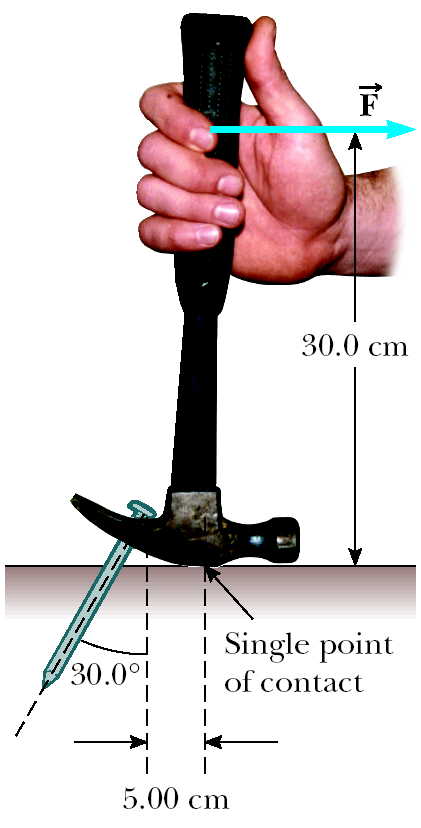 F
30.0 cm
Single point
of contact
30.0°
5.00 cm